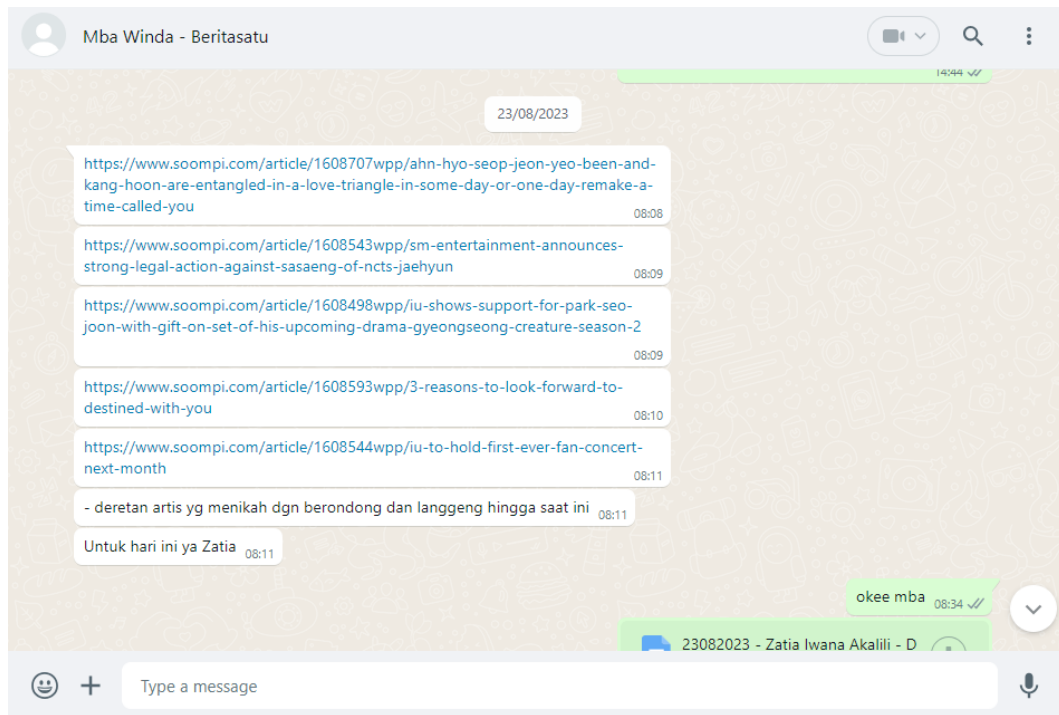 Mba Winda - Beritasatu
14:44
23/08/2023
https://www.soompi.com/article/1608707wpp/ahn-hyo-seop-jeon-yeo-been-and-
kang-hoon-are-entangled-in-a-love-triangle-in-some-day-or-one-day-remake-a-
time-called-you
08:08
https://www.soompi.com/article/1608543wpp/sm-entertainment-announces-
strong-legal-action-against-sasaeng-of-ncts-jaehyun
08:09
https://www.soompi.com/article/1608498wpp/iu-shows-support-for-park-seo-
joon-with-gift-on-set-of-his-upcoming-drama-gyeongseong-creature-season-2
08:09
https://www.soompi.com/article/1608593wpp/3-reasons-to-look-forward-to-
destined-with-you
08:10
https://www.soompi.com/article/1608544wpp/iu-to-hold-first-ever-fan-concert-
next-month
08:11
- deretan artis yg menikah dgn berondong dan langgeng hingga saat ini 08:11
Untuk hari ini ya Zatia 08:11
okee mba 08:34
23082023 - Zatia Iwana Akalili - D
Type a message